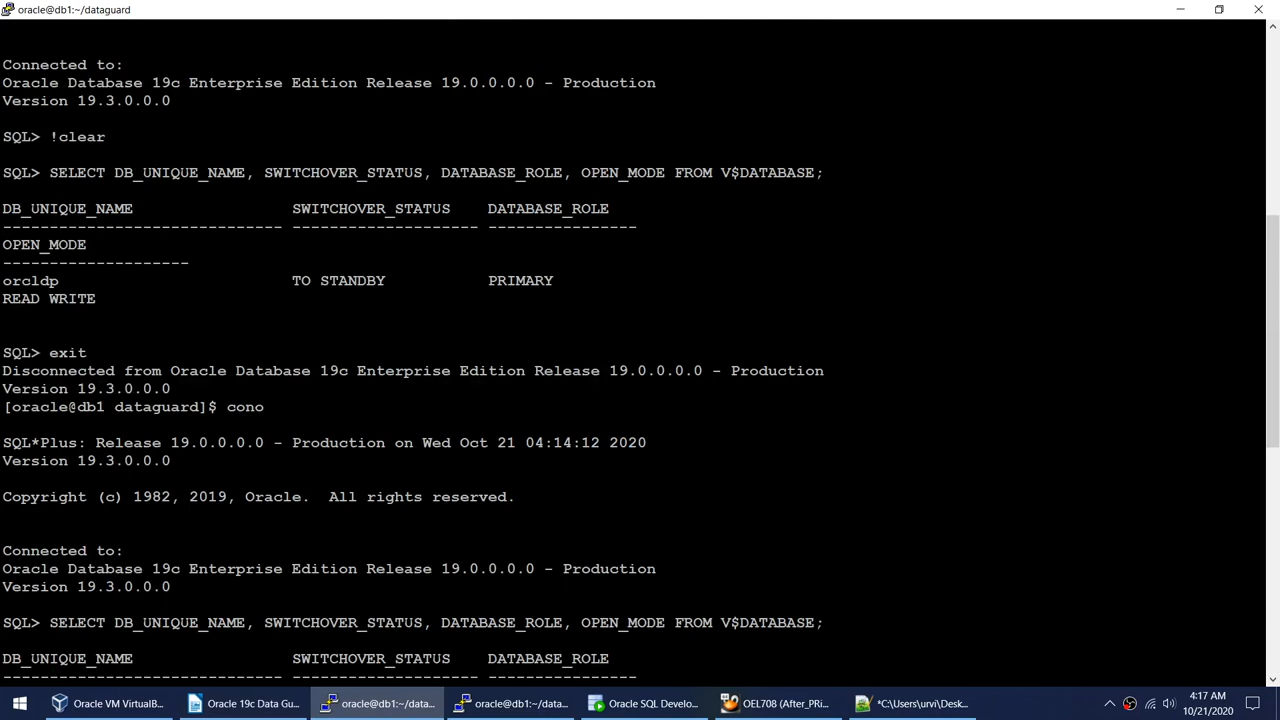 oracle@db1:~/dataguard
Connected to:
Oracle Database 19c Enterprise Edition Release 19.0.0.0.0 - Production
Version 19.3.0.0.0
SQL> !clear
SQL> SELECT DB_UNIQUE_NAME, SWITCHOVER_STATUS, DATABASE_ROLE, OPEN_MODE FROM V$DATABASE;
DB_UNIQUE_NAME                 SWITCHOVER_STATUS    DATABASE_ROLE
------------------------------ -------------------- ----------------
OPEN_MODE
--------------------
orcldp                         TO STANDBY           PRIMARY
READ WRITE
SQL> exit
Disconnected from Oracle Database 19c Enterprise Edition Release 19.0.0.0.0 - Production
Version 19.3.0.0.0
[oracle@db1 dataguard]$ cono
SQL*Plus: Release 19.0.0.0.0 - Production on Wed Oct 21 04:14:12 2020
Version 19.3.0.0.0
Copyright (c) 1982, 2019, Oracle.  All rights reserved.
Connected to:
Oracle Database 19c Enterprise Edition Release 19.0.0.0.0 - Production
Version 19.3.0.0.0
SQL> SELECT DB_UNIQUE_NAME, SWITCHOVER_STATUS, DATABASE_ROLE, OPEN_MODE FROM V$DATABASE;
DB_UNIQUE_NAME                 SWITCHOVER_STATUS    DATABASE_ROLE
------------------------------ -------------------- ----------------
Oracle VM VirtualB... Oracle 19c Data Gu... oracle@db1:~/data... oracle@db1:~/data... Oracle SQL Develo... OEL708 (After_PRi... *C:\Users\urvi\Desk... 4:17 AM
10/21/2020